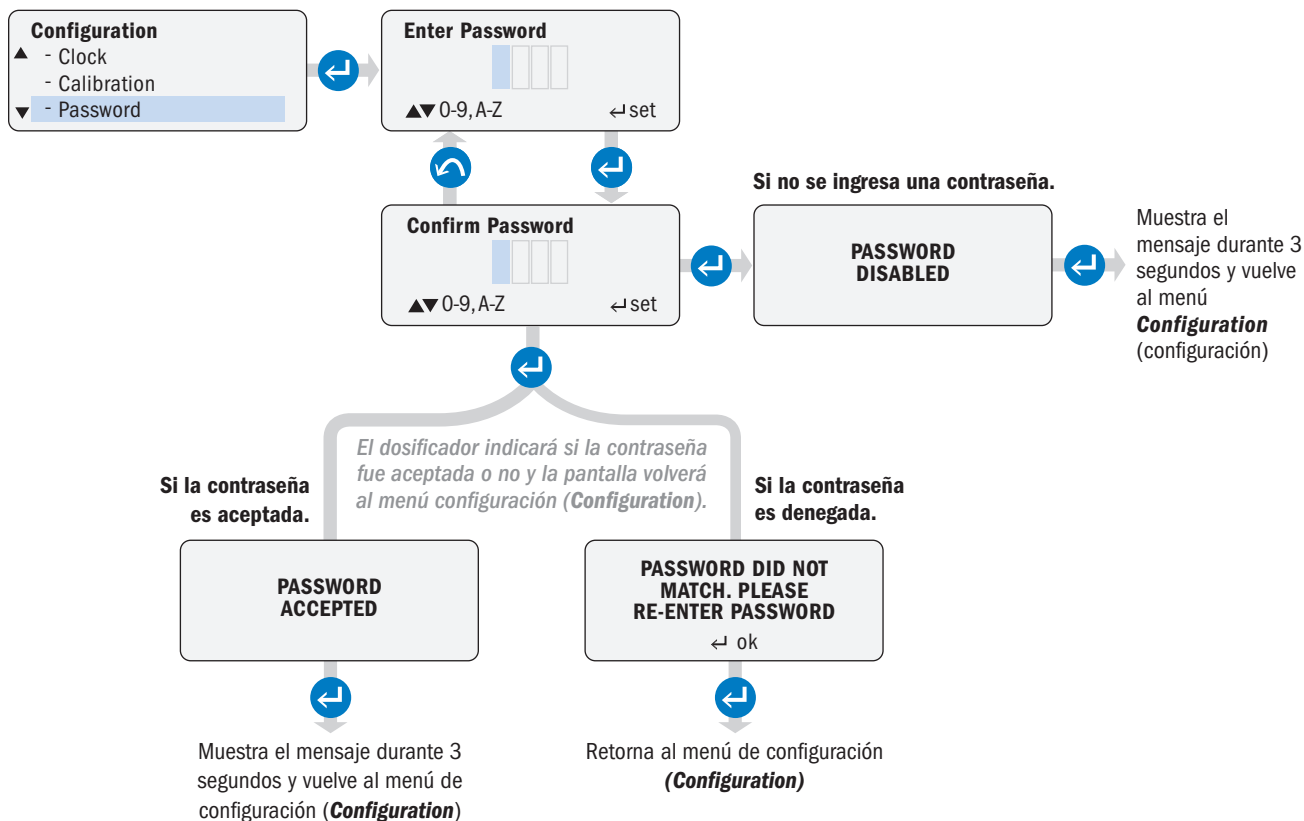 Configuration
▲ - Clock
- Calibration
▼ - Password
Enter Password
▲▼ 0-9, A-Z ↵ set
Confirm Password
▲▼ 0-9, A-Z ↵ set
Si no se ingresa una contraseña.
PASSWORD
DISABLED
Muestra el
mensaje durante 3
segundos y vuelve
al menú
Configuration
(configuración)
El dosificador indicará si la contraseña
fue aceptada o no y la pantalla volverá
al menú configuración (Configuration).
Si la contraseña
es aceptada.
PASSWORD
ACCEPTED
Muestra el mensaje durante 3
segundos y vuelve al menú de
configuración (Configuration)
Si la contraseña
es denegada.
PASSWORD DID NOT
MATCH. PLEASE
RE-ENTER PASSWORD
↵ ok
Retorna al menú de configuración
(Configuration)